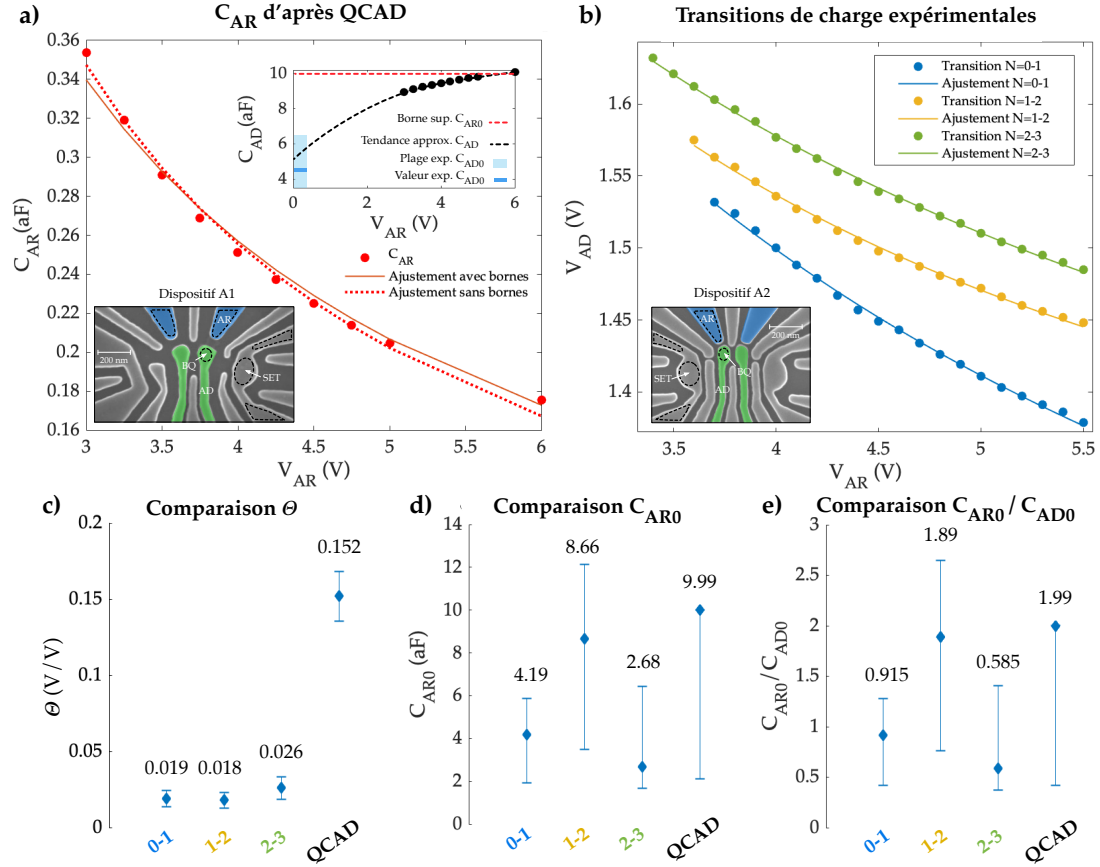 a)
C_AR d'après QCAD
0.36
0.34
0.32
0.3
0.28
0.26
0.24
0.22
0.2
0.18
0.16
C_AR(aF)
3
3.5
4
4.5
5
5.5
6
V_AR (V)
10
8
6
4
C_AD(aF)
0
2
4
6
V_AR (V)
Borne sup. C_AR0
Tendance approx. C_AD
Plage exp. C_AD0
Valeur exp. C_AD0
C_AR
Ajustement avec bornes
Ajustement sans bornes
Dispositif A1
AR
200 nm
BQ
SET
AD
b)
Transitions de charge expérimentales
1.6
1.5
1.45
1.4
V_AD (V)
3.5
4
4.5
5
5.5
V_AR (V)
Transition N=0-1
Ajustement N=0-1
Transition N=1-2
Ajustement N=1-2
Transition N=2-3
Ajustement N=2-3
Dispositif A2
AR
200 nm
BQ
SET
AD
c)
Comparaison Θ
0.2
0.15
0.1
0.05
0
Θ (V/V)
0.019
0.018
0.026
0.152
0-1
1-2
2-3
QCAD
d)
Comparaison C_AR0
14
12
10
8
6
4
2
0
C_AR0 (aF)
4.19
8.66
2.68
9.99
0-1
1-2
2-3
QCAD
e)
Comparaison C_AR0/C_AD0
3
2.5
2
1.5
1
0.5
0
C_AR0/C_AD0
0.915
1.89
0.585
1.99
0-1
1-2
2-3
QCAD